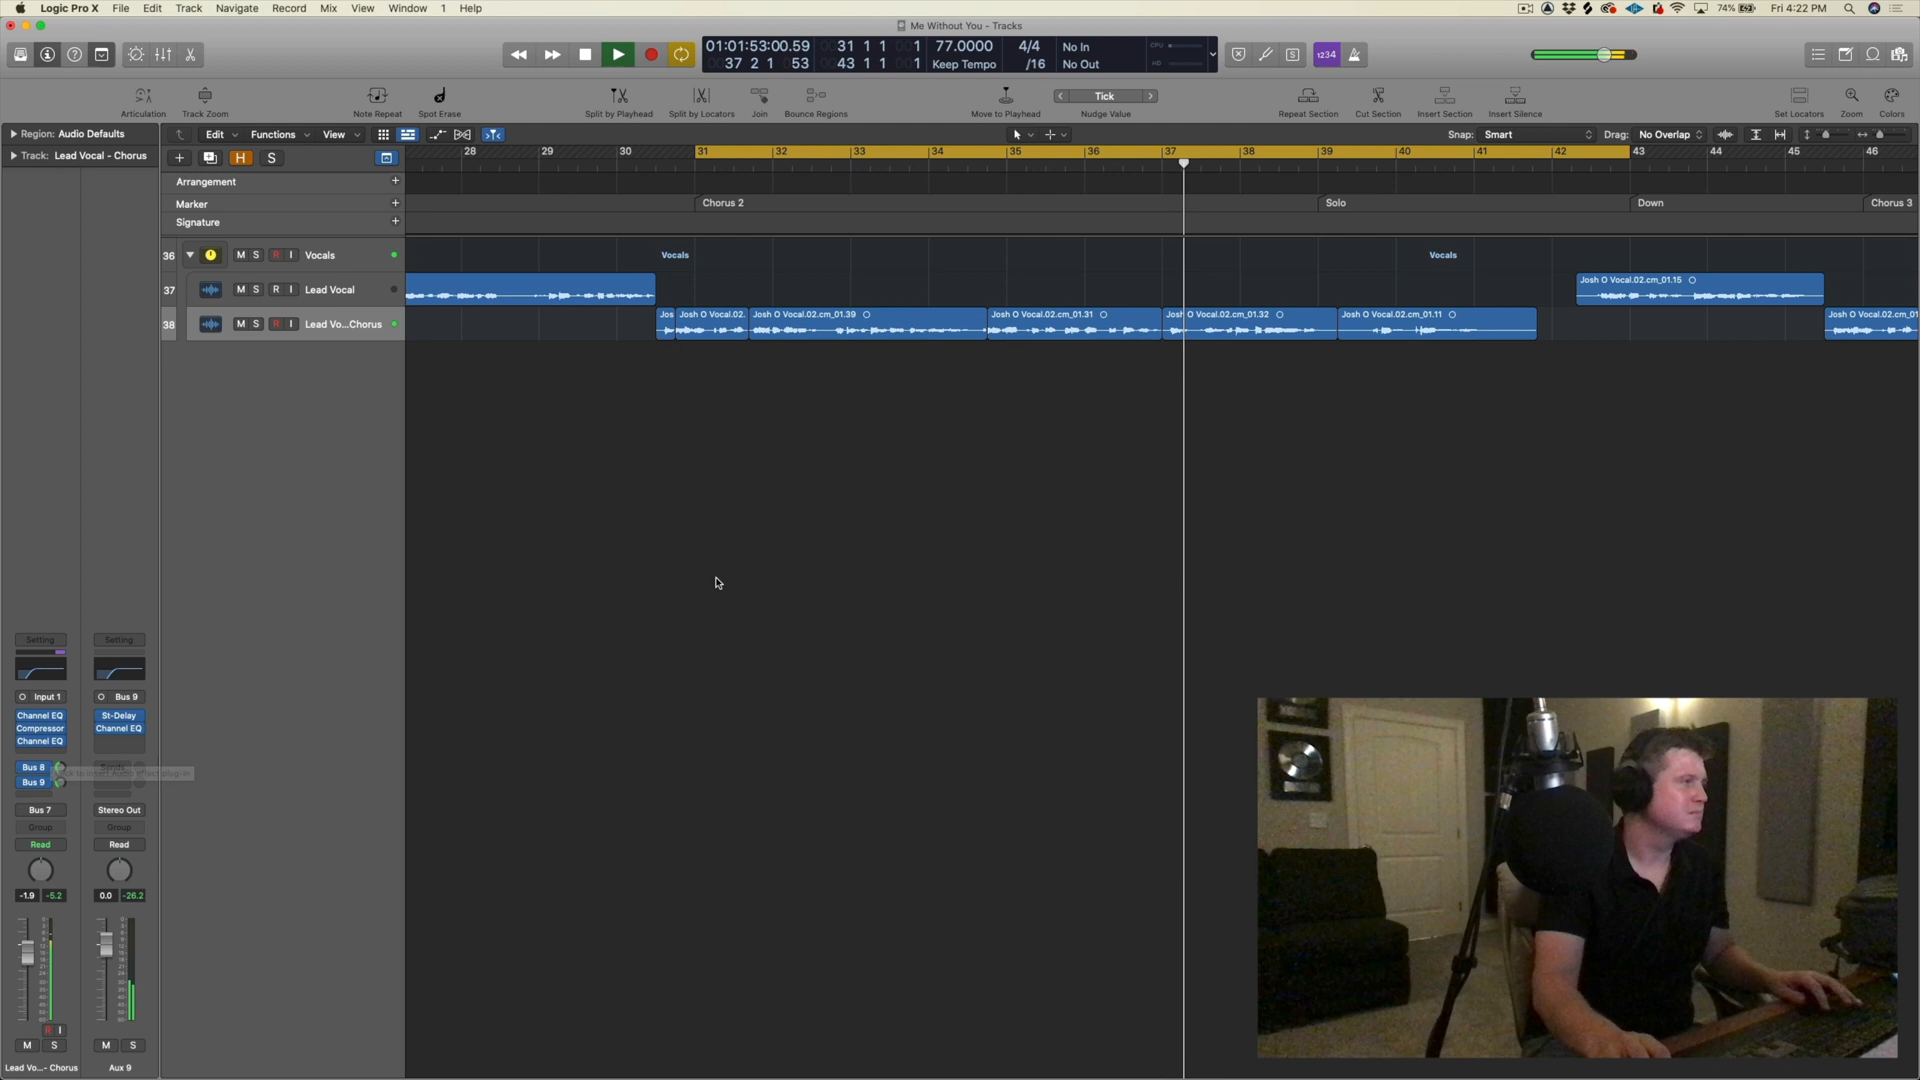 Logic Pro X File Edit Track Navigate Record Mix View Window 1 Help
74% Fri 4:22 PM
Me Without You - Tracks
01:01:53:00.59 31 1 1 1 77.0000 4/4 No In CPU
37 2 1 53 43 1 1 1 Keep Tempo /16 No Out HD
1234
Articulation Track Zoom Note Repeat Spot Erase Split by Playhead Split by Locators Join Bounce Regions Move to Playhead Tick Nudge Value Repeat Section Cut Section Insert Section Insert Silence Set Locators Zoom Colors
Region: Audio Defaults
Edit Functions View Snap: Smart Drag: No Overlap
Track: Lead Vocal - Chorus
H S
28 29 30 31 32 33 34 35 36 37 38 39 40 41 42 43 44 45 46
Arrangement
Marker Chorus 2 Solo Down Chorus 3
Signature
36 M S R I Vocals Vocals Vocals
37 M S R I Lead Vocal Josh O Vocal.02.cm_01.15
38 M S R I Lead Vo...Chorus Jos Josh O Vocal.02. Josh O Vocal.02.cm_01.39 Josh O Vocal.02.cm_01.31 Josh O Vocal.02.cm_01.32 Josh O Vocal.02.cm_01.11 Josh O Vocal.02.cm_01
Setting Setting
Input 1 Bus 9
Channel EQ St-Delay
Compressor Channel EQ
Channel EQ
Bus 8 Sends
Bus 9
Bus 7 Stereo Out
Group Group
Read Read
-1.9 -5.2 0.0 -26.2
R I
M S M S
Lead Vo...- Chorus Aux 9